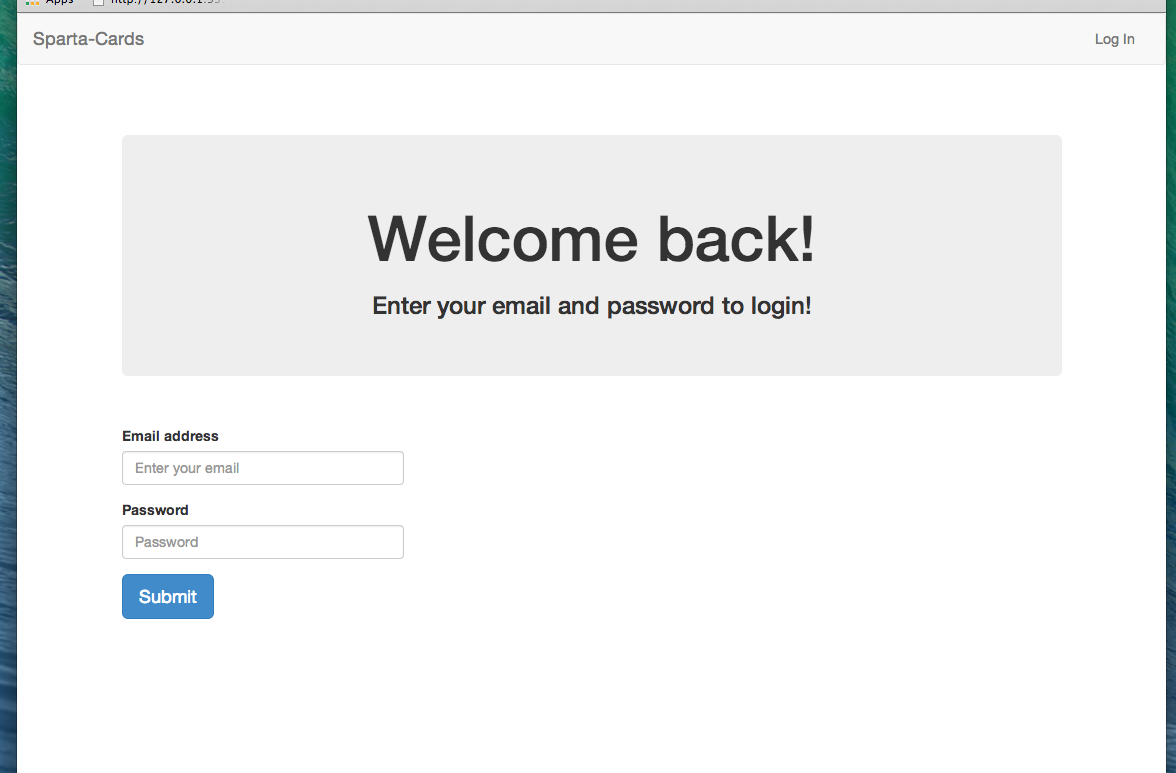 Apps
Sparta-Cards
Log In
Welcome back!
Enter your email and password to login!
Email address
Enter your email
Password
Password
Submit